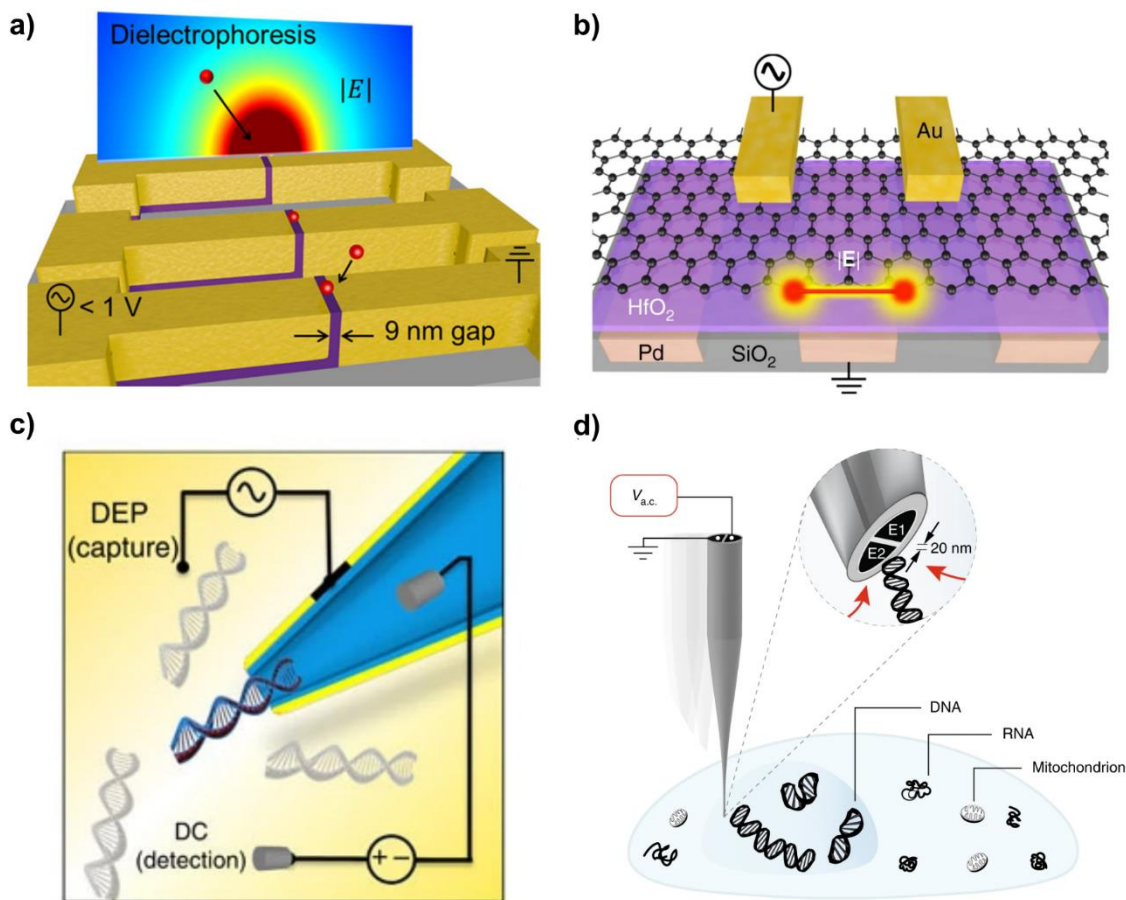 a)
Dielectrophoresis
|E|
< 1 V
9 nm gap
b)
Au
|E|
HfO₂
Pd
SiO₂
c)
DEP
(capture)
DC
(detection)
+ −
d)
V a.c.
E1
E2
20 nm
DNA
RNA
Mitochondrion